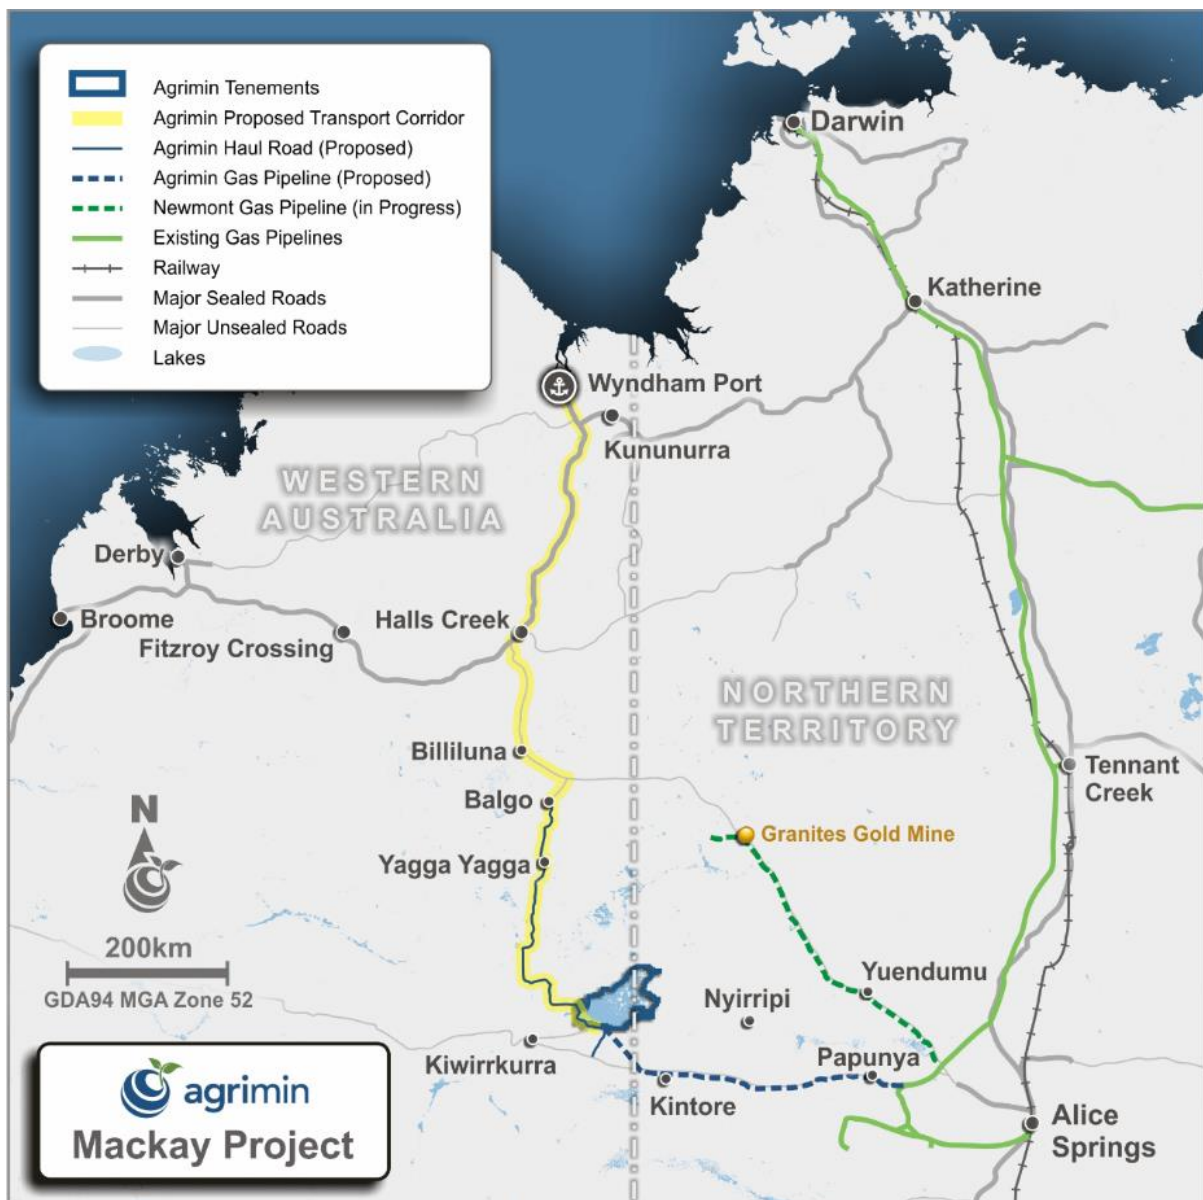 Agrimin Tenements
Agrimin Proposed Transport Corridor
Agrimin Haul Road (Proposed)
Agrimin Gas Pipeline (Proposed)
Newmont Gas Pipeline (in Progress)
Existing Gas Pipelines
Railway
Major Sealed Roads
Major Unsealed Roads
Lakes
Darwin
Katherine
Wyndham Port
Kununurra
WESTERN
AUSTRALIA
Derby
Broome
Fitzroy Crossing
Halls Creek
NORTHERN
TERRITORY
Billiluna
Balgo
Tennant
Creek
Granites Gold Mine
Yagga Yagga
N
200km
GDA94 MGA Zone 52
Yuendumu
Nyirripi
Kiwirrkurra
Papunya
Kintore
Alice
Springs
agrimin
Mackay Project